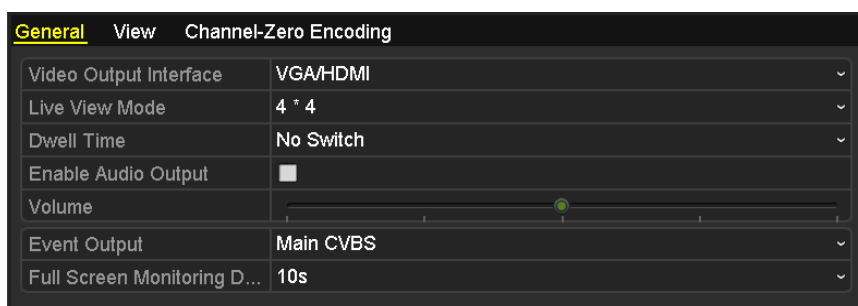 General View Channel-Zero Encoding
Video Output Interface VGA/HDMI
Live View Mode 4 * 4
Dwell Time No Switch
Enable Audio Output
Volume
Event Output Main CVBS
Full Screen Monitoring D... 10s